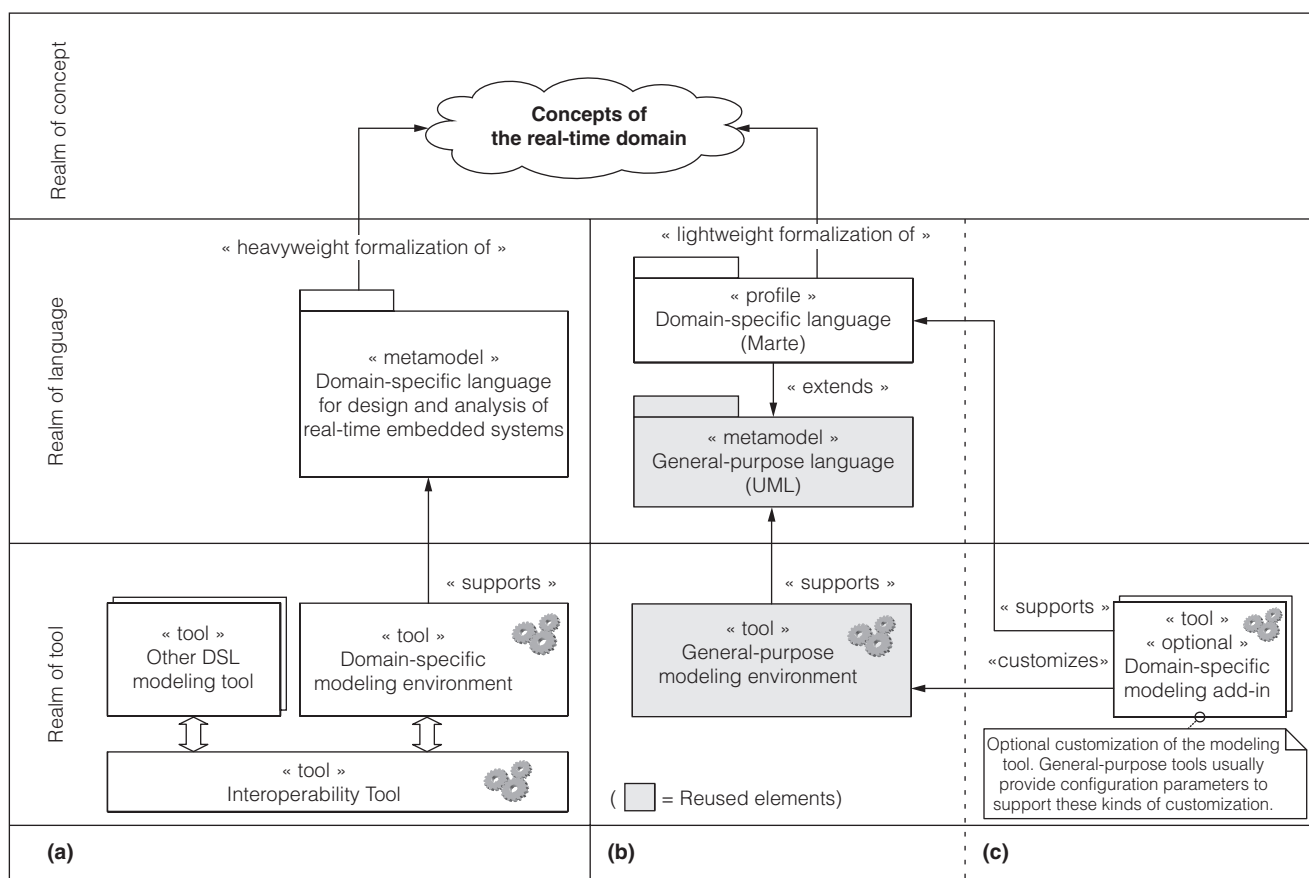 Realm of concept
Concepts of
the real-time domain
Realm of language
« heavyweight formalization of »
« metamodel »
Domain-specific language
for design and analysis of
real-time embedded systems
« lightweight formalization of »
« profile »
Domain-specific language
(Marte)
« extends »
« metamodel »
General-purpose language
(UML)
Realm of tool
« supports »
« tool »
Other DSL
modeling tool
« tool »
Domain-specific
modeling environment
« tool »
Interoperability Tool
« supports »
« tool »
General-purpose
modeling environment
( = Reused elements)
« supports »
«customizes»
« tool »
« optional »
Domain-specific
modeling add-in
Optional customization of the modeling
tool. General-purpose tools usually
provide configuration parameters to
support these kinds of customization.
(a)
(b)
(c)